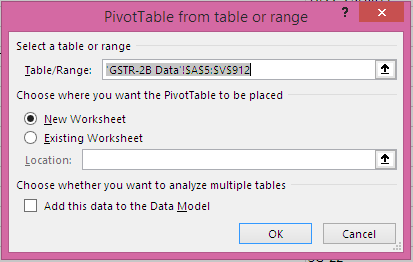 PivotTable from table or range ? ×
Select a table or range
Table/Range: 'GSTR-2B Data'!$A$5:$V$912
Choose where you want the PivotTable to be placed
New Worksheet
Existing Worksheet
Location:
Choose whether you want to analyze multiple tables
Add this data to the Data Model
OK Cancel